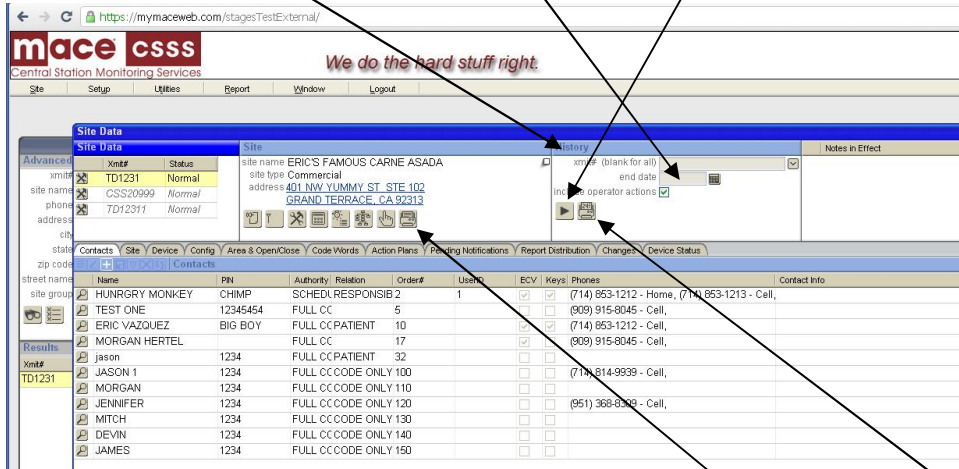 https://mymaceweb.com/stagesTestExternal/
mace csss
Central Station Monitoring Services
We do the hard stuff right.
Site Setup Utilities Report Window Logout
Site Data
Site Data Site History Notes in Effect
Advanced
Xmit# Status
TD1231 Normal
CSS20999 Normal
TD12311 Normal
site name ERIC'S FAMOUS CARNE ASADA
site type Commercial
address 401 NW YUMMY ST STE 102
GRAND TERRACE, CA 92313
xmit# (blank for all)
end date
include operator actions
xmit#
site name
phone
address
city
state
zip code
street name
site group
Contacts Site Device Config Area & Open/Close Code Words Action Plans Pending Notifications Report Distribution Changes Device Status
Contacts
Name PIN Authority Relation Order# UserID ECV Keys Phones Contact Info
HUNRGRY MONKEY CHIMP SCHEDU RESPONSIB 2 1 (714) 853-1212 - Home, (714) 853-1213 - Cell,
TEST ONE 12345454 FULL CC 5 (909) 915-8045 - Cell,
ERIC VAZQUEZ BIG BOY FULL CC PATIENT 10 (714) 853-1212 - Cell,
MORGAN HERTEL FULL CC 17 (909) 915-8045 - Cell,
jason 1234 FULL CC PATIENT 32
JASON 1 1234 FULL CC CODE ONLY 100 (714) 814-9939 - Cell,
MORGAN 1234 FULL CC CODE ONLY 110
JENNIFER 1234 FULL CC CODE ONLY 120 (951) 368-8309 - Cell,
MITCH 1234 FULL CC CODE ONLY 130
DEVIN 1234 FULL CC CODE ONLY 140
JAMES 1234 FULL CC CODE ONLY 150
Results
Xmit#
TD1231